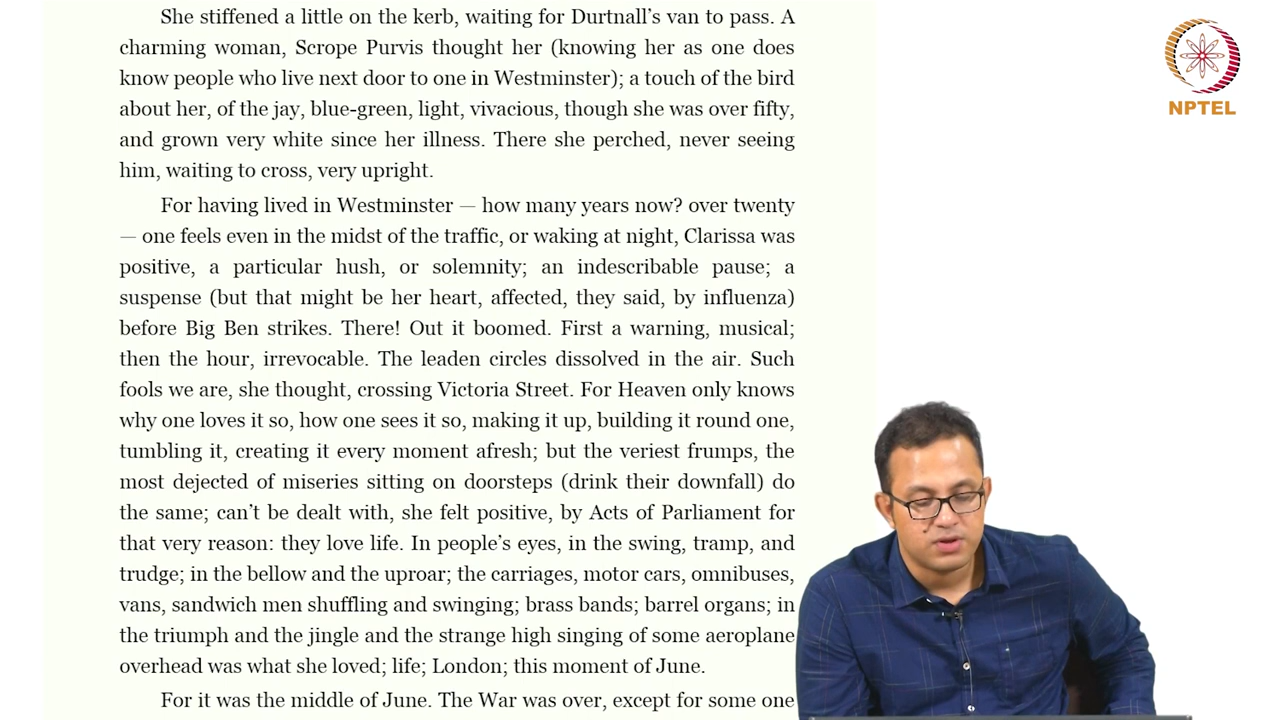 She stiffened a little on the kerb, waiting for Durtnall’s van to pass. A
charming woman, Scrope Purvis thought her (knowing her as one does
know people who live next door to one in Westminster); a touch of the bird
about her, of the jay, blue-green, light, vivacious, though she was over fifty,
and grown very white since her illness. There she perched, never seeing
him, waiting to cross, very upright.
For having lived in Westminster — how many years now? over twenty
— one feels even in the midst of the traffic, or waking at night, Clarissa was
positive, a particular hush, or solemnity; an indescribable pause; a
suspense (but that might be her heart, affected, they said, by influenza)
before Big Ben strikes. There! Out it boomed. First a warning, musical;
then the hour, irrevocable. The leaden circles dissolved in the air. Such
fools we are, she thought, crossing Victoria Street. For Heaven only knows
why one loves it so, how one sees it so, making it up, building it round one,
tumbling it, creating it every moment afresh; but the veriest frumps, the
most dejected of miseries sitting on doorsteps (drink their downfall) do
the same; can’t be dealt with, she felt positive, by Acts of Parliament for
that very reason: they love life. In people’s eyes, in the swing, tramp, and
trudge; in the bellow and the uproar; the carriages, motor cars, omnibuses,
vans, sandwich men shuffling and swinging; brass bands; barrel organs; in
the triumph and the jingle and the strange high singing of some aeroplane
overhead was what she loved; life; London; this moment of June.
For it was the middle of June. The War was over, except for some one
NPTEL